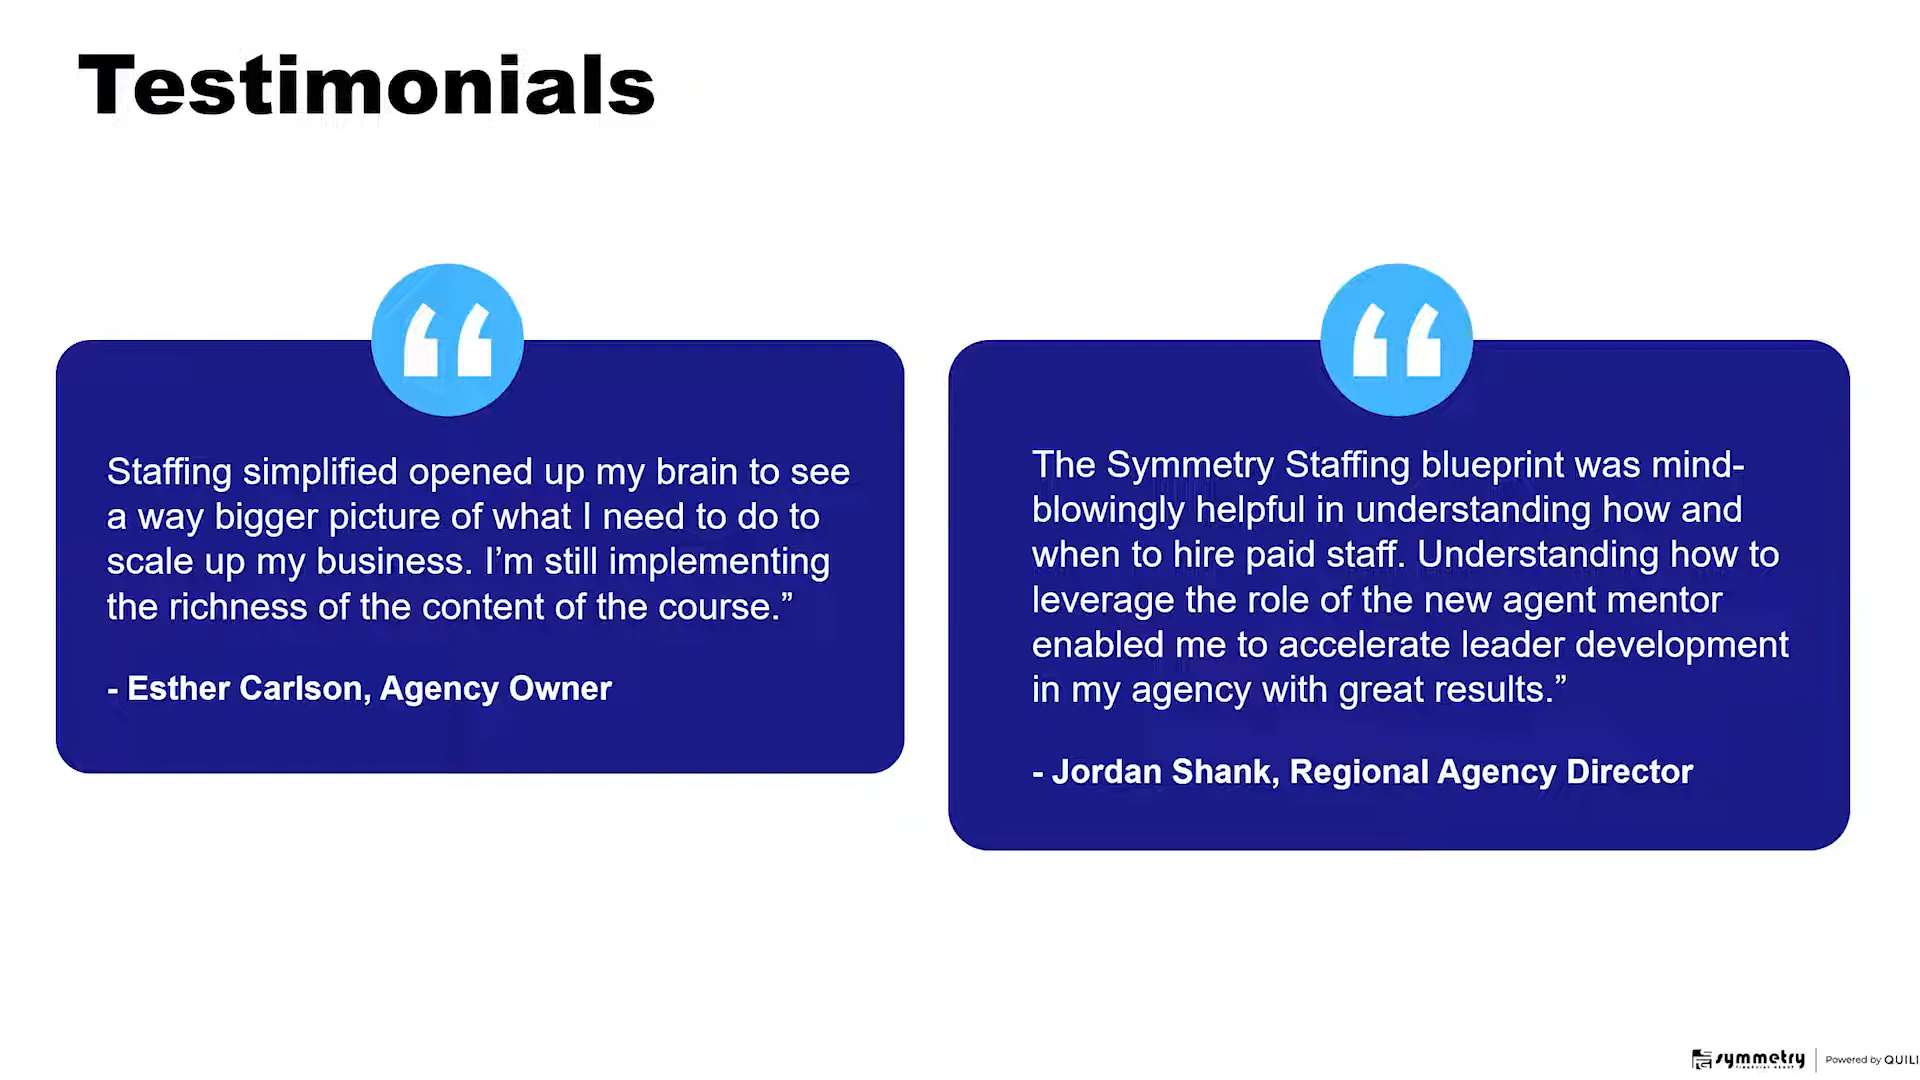 Testimonials
Staffing simplified opened up my brain to see
a way bigger picture of what I need to do to
scale up my business. I’m still implementing
the richness of the content of the course.”
- Esther Carlson, Agency Owner
The Symmetry Staffing blueprint was mind-
blowingly helpful in understanding how and
when to hire paid staff. Understanding how to
leverage the role of the new agent mentor
enabled me to accelerate leader development
in my agency with great results.”
- Jordan Shank, Regional Agency Director
symmetry
FINANCIAL GROUP
Powered by QUILI